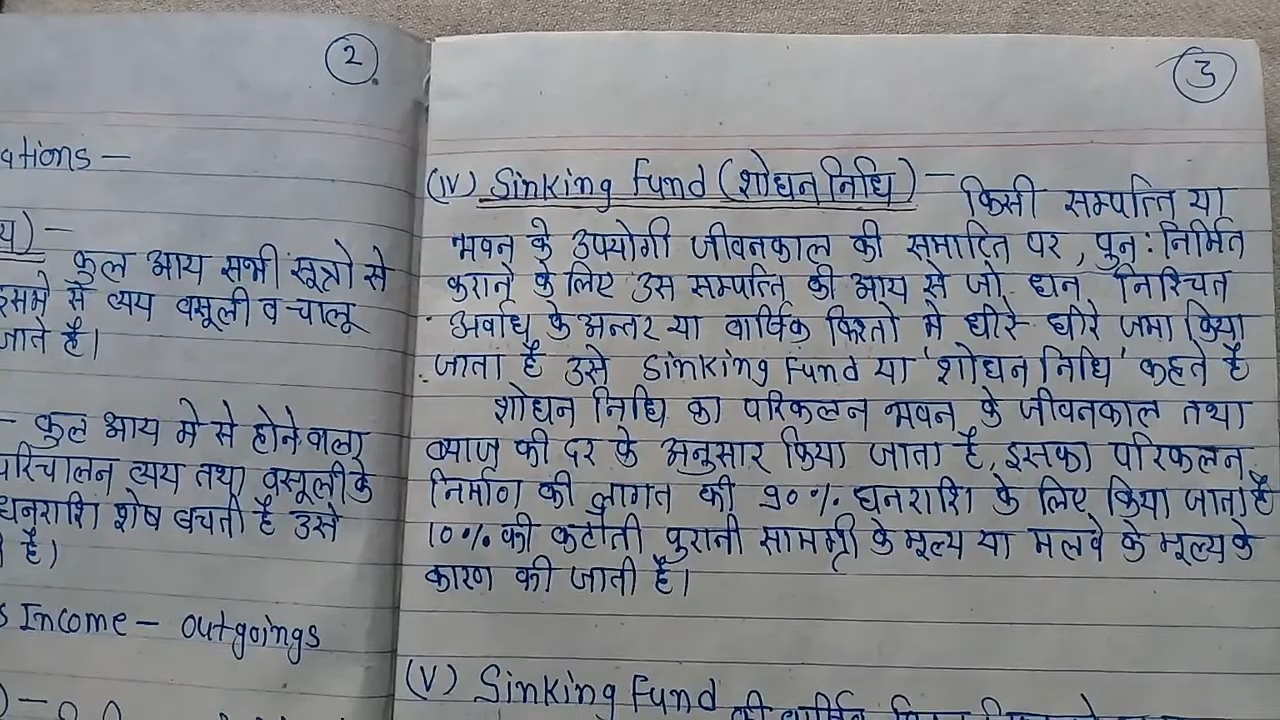 2
ations —
य) —
कुल आय सभी सूत्रो से
इसमे से व्यय वसूली व चालू
जाते है।
- कुल आय मे से होने वाला
परिचालन व्यय तथा वसूली के
धनराशि शेष बचती है उसे
है)
s Income — outgoings
3
(IV) Sinking Fund (शोधन निधि) — किसी सम्पत्ति या
भवन के उपयोगी जीवनकाल की समाप्ति पर, पुनः निर्मित
कराने के लिए उस सम्पत्ति की आय से जो धन निश्चित
अवधि के अन्तर या वार्षिक किश्तो मे धीरे धीरे जमा किया
जाता है उसे Sinking Fund या 'शोधन निधि' कहते है
शोधन निधि का परिकलन भवन के जीवनकाल तथा
ब्याज की दर के अनुसार किया जाता है, इसका परिकलन
निर्माण की लागत की 90% धनराशि के लिए किया जाता है
10% की कटौती पुरानी सामग्री के मूल्य या मलवे के मूल्य के
कारण की जाती है।
(V) Sinking Fund